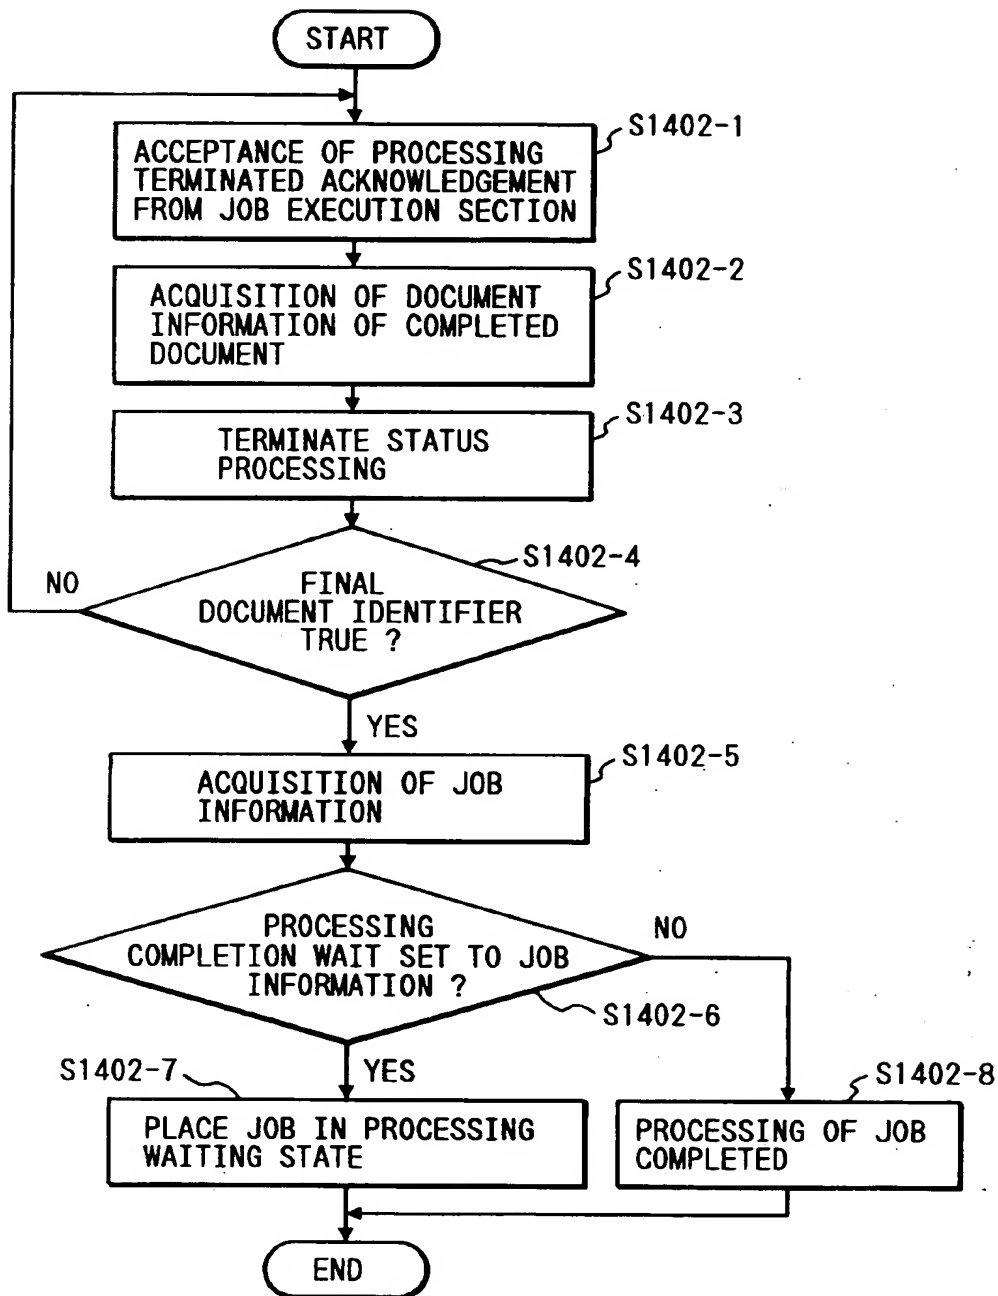 START
S1402-1
ACCEPTANCE OF PROCESSING
TERMINATED ACKNOWLEDGEMENT
FROM JOB EXECUTION SECTION
S1402-2
ACQUISITION OF DOCUMENT
INFORMATION OF COMPLETED
DOCUMENT
S1402-3
TERMINATE STATUS
PROCESSING
S1402-4
NO
FINAL
DOCUMENT IDENTIFIER
TRUE ?
YES
S1402-5
ACQUISITION OF JOB
INFORMATION
PROCESSING
COMPLETION WAIT SET TO JOB
INFORMATION ?
NO
S1402-6
S1402-7
YES
S1402-8
PLACE JOB IN PROCESSING
WAITING STATE
PROCESSING OF JOB
COMPLETED
END